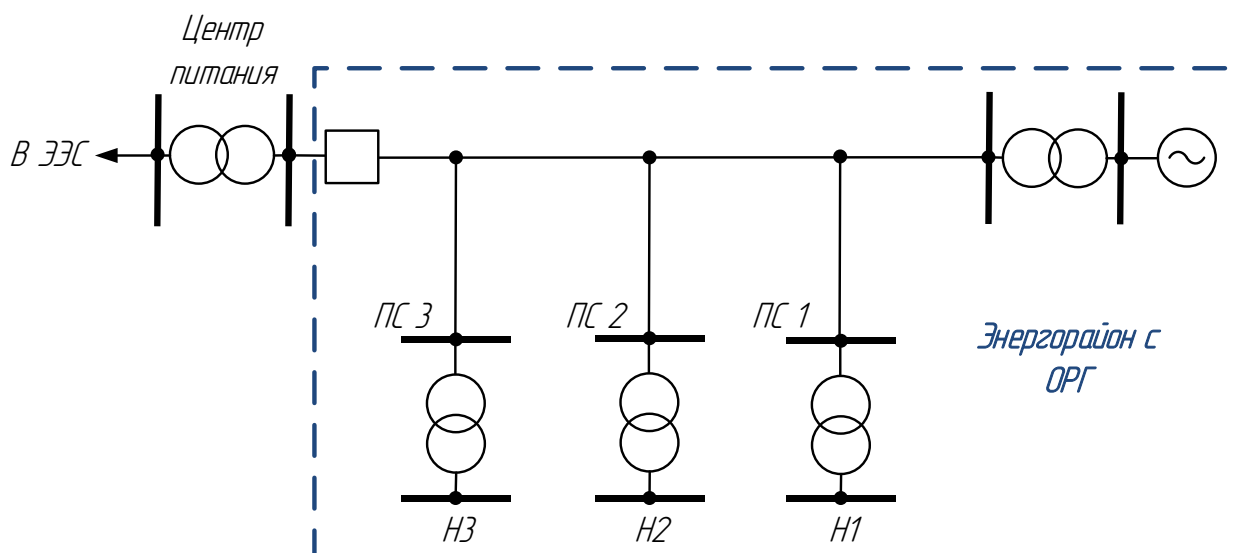 Центр
питания
В ЭЭС
ПС 3
ПС 2
ПС 1
Энергорайон с
ОРГ
Н3
Н2
Н1